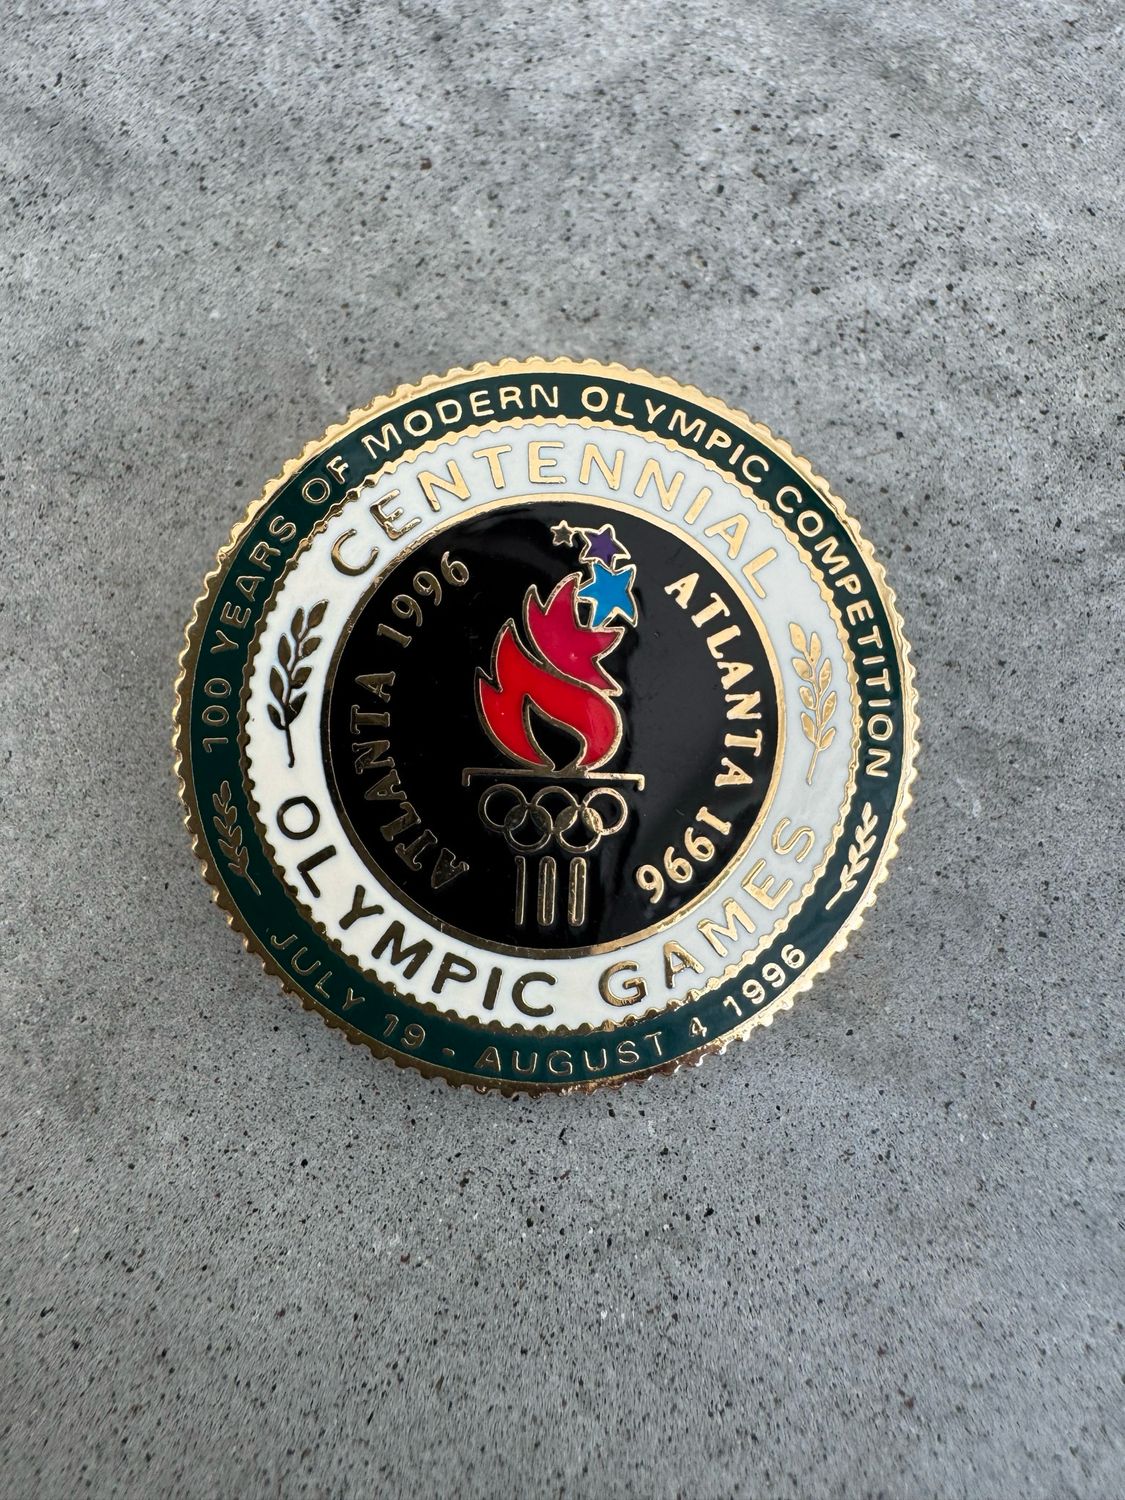 100 YEARS OF MODERN OLYMPIC COMPETITION
CENTENNIAL
ATLANTA 1996
ATLANTA 1996
OLYMPIC GAMES
JULY 19 - AUGUST 4 1996